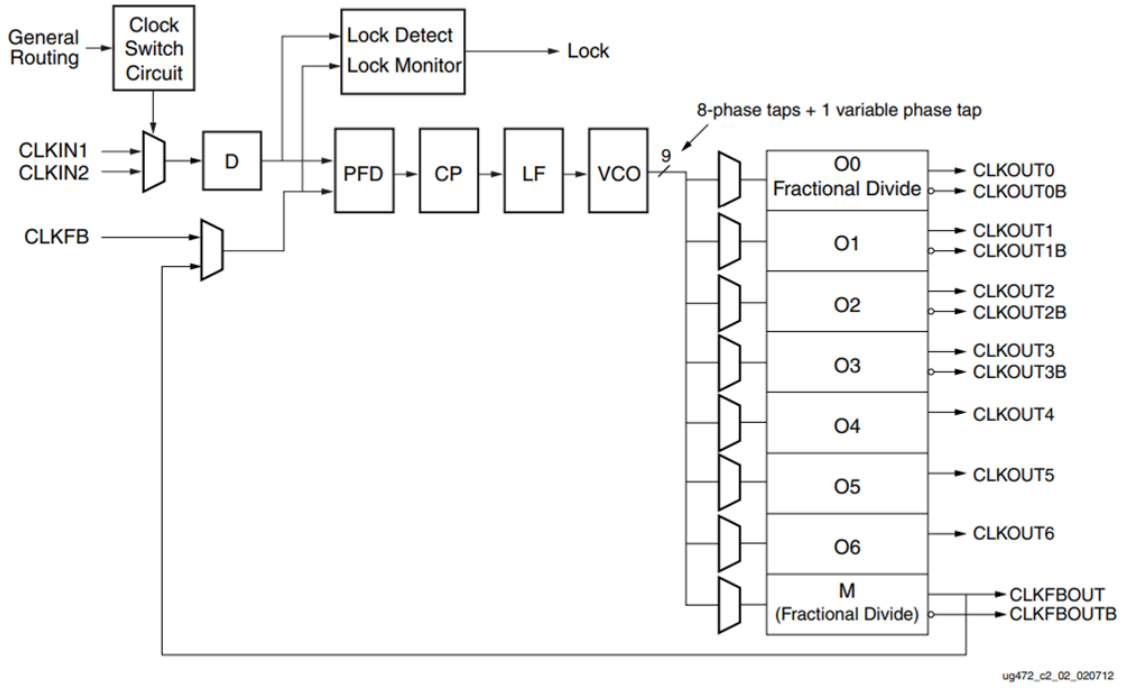 General
Routing
Clock
Switch
Circuit
Lock Detect
Lock Monitor
Lock
8-phase taps + 1 variable phase tap
CLKIN1
CLKIN2
D
PFD
CP
LF
VCO
9
CLKFB
O0
Fractional Divide
CLKOUT0
CLKOUT0B
O1
CLKOUT1
CLKOUT1B
O2
CLKOUT2
CLKOUT2B
O3
CLKOUT3
CLKOUT3B
O4
CLKOUT4
O5
CLKOUT5
O6
CLKOUT6
M
(Fractional Divide)
CLKFBOUT
CLKFBOUTB
ug472_c2_02_020712